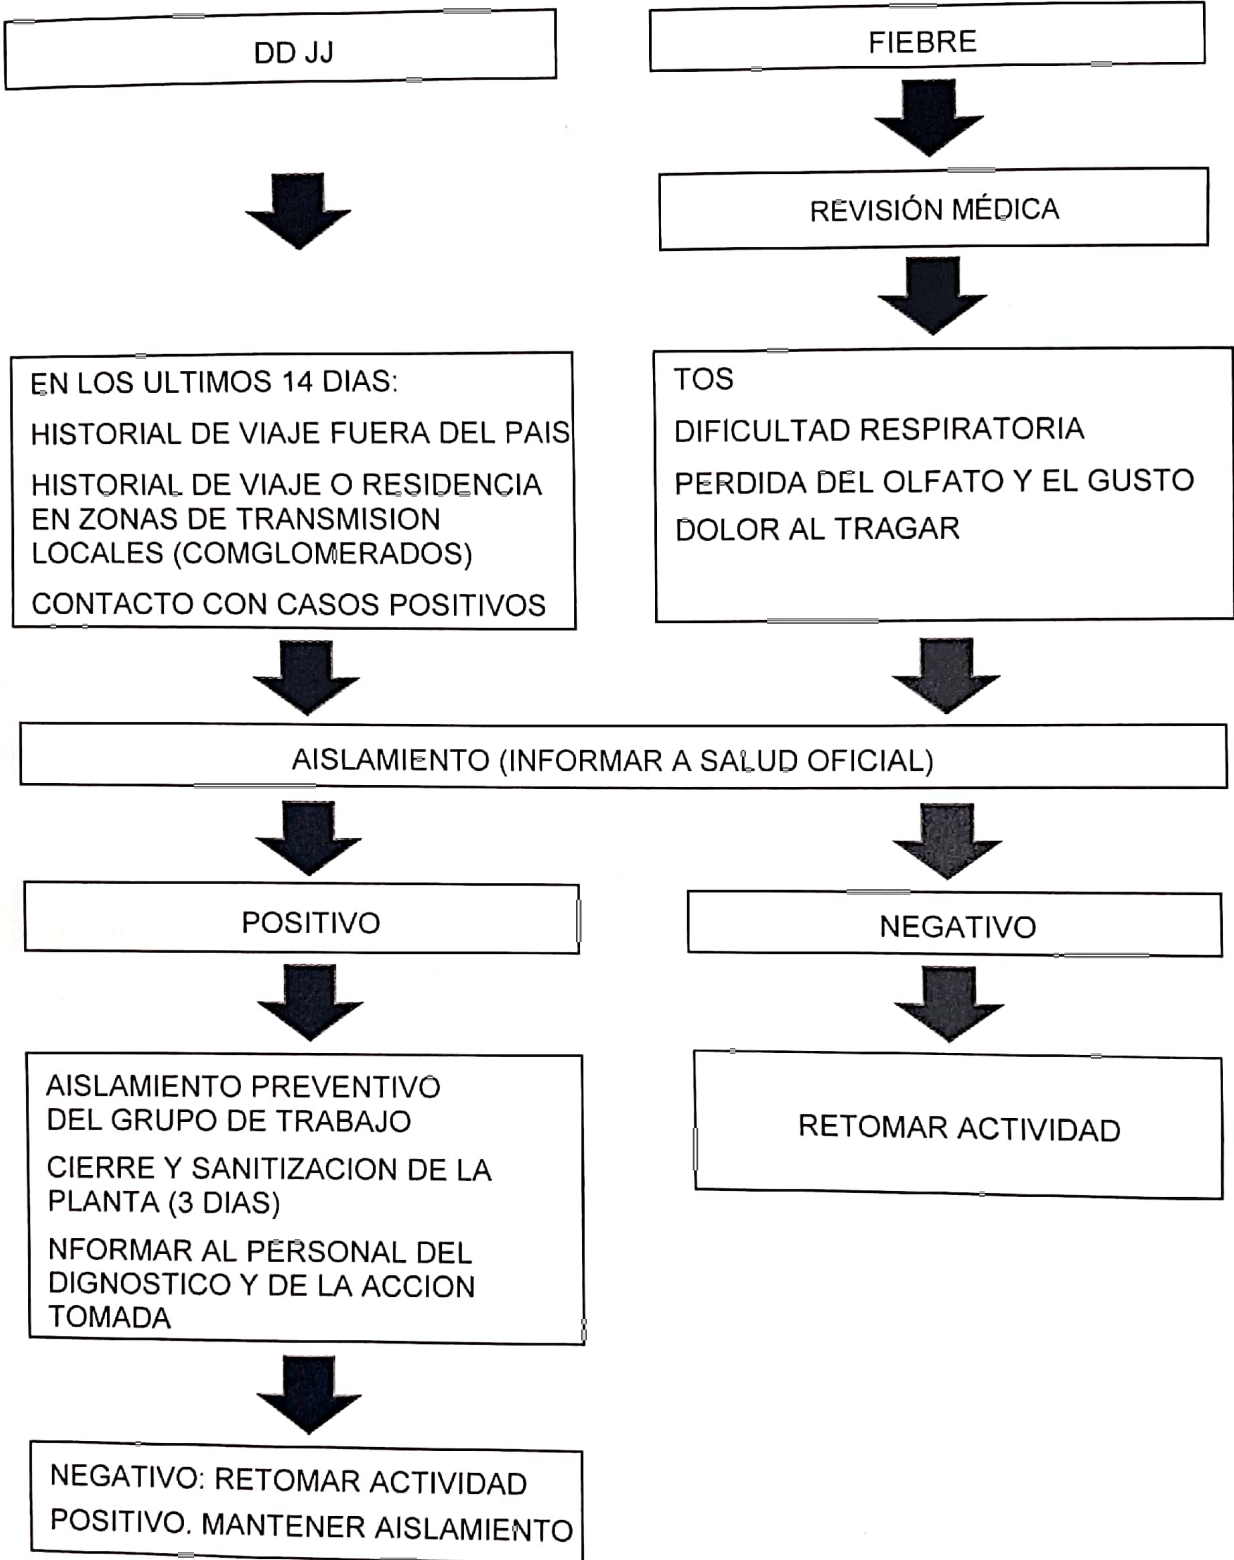 DD JJ
FIEBRE
REVISIÓN MÉDICA
EN LOS ULTIMOS 14 DIAS:
HISTORIAL DE VIAJE FUERA DEL PAIS
HISTORIAL DE VIAJE O RESIDENCIA
EN ZONAS DE TRANSMISION
LOCALES (COMGLOMERADOS)
CONTACTO CON CASOS POSITIVOS
TOS
DIFICULTAD RESPIRATORIA
PERDIDA DEL OLFATO Y EL GUSTO
DOLOR AL TRAGAR
AISLAMIENTO (INFORMAR A SALUD OFICIAL)
POSITIVO
NEGATIVO
AISLAMIENTO PREVENTIVO
DEL GRUPO DE TRABAJO
CIERRE Y SANITIZACION DE LA
PLANTA (3 DIAS)
NFORMAR AL PERSONAL DEL
DIGNOSTICO Y DE LA ACCION
TOMADA
RETOMAR ACTIVIDAD
NEGATIVO: RETOMAR ACTIVIDAD
POSITIVO. MANTENER AISLAMIENTO